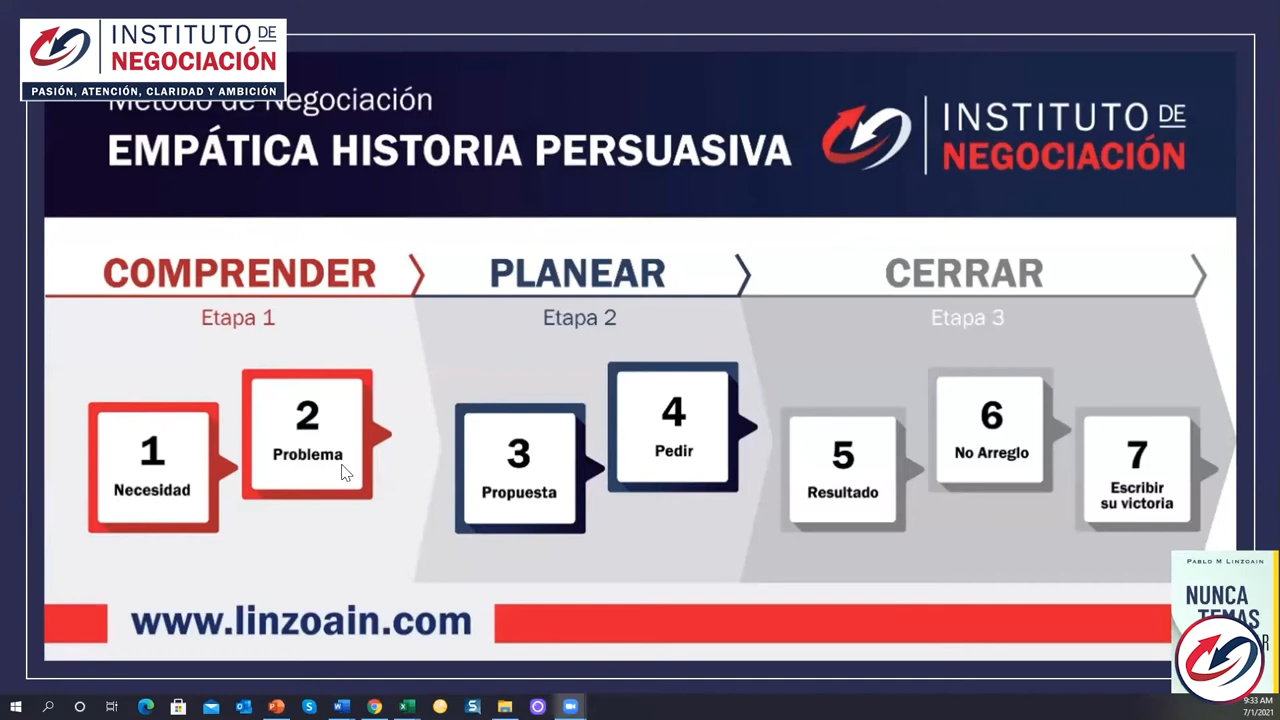 INSTITUTO DE
NEGOCIACIÓN
PASIÓN, ATENCIÓN, CLARIDAD Y AMBICIÓN
Método de Negociación
EMPÁTICA HISTORIA PERSUASIVA
INSTITUTO DE
NEGOCIACIÓN
COMPRENDER
PLANEAR
CERRAR
Etapa 1
Etapa 2
Etapa 3
1
Necesidad
2
Problema
3
Propuesta
4
Pedir
5
Resultado
6
No Arreglo
7
Escribir
su victoria
www.linzoain.com
PABLO M LINZOAIN
NUNCA
TEMAS
9:33 AM
7/1/2021